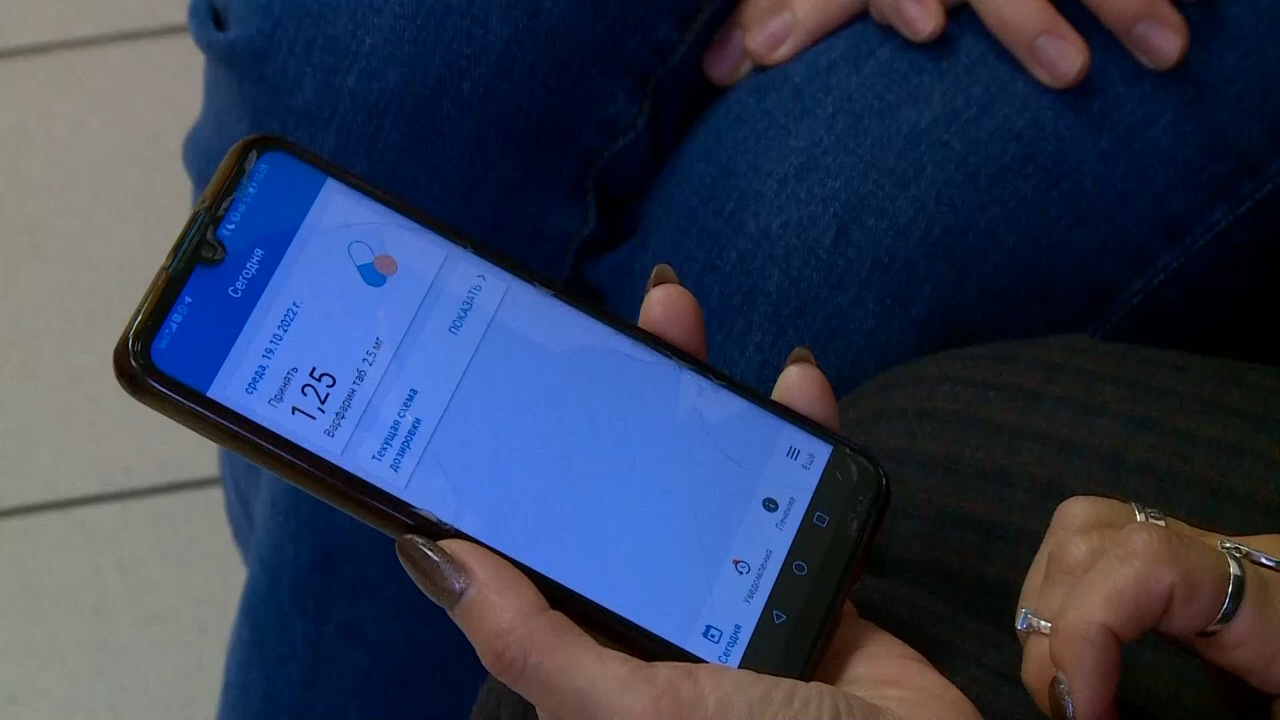 Сегодня
среда, 19.10.2022 г.
Принять
1,25
Варфарин таб. 2,5 мг
Текущая схема
дозировки
ПОКАЗАТЬ
Сегодня
Уведомления
Лечение
Ещё